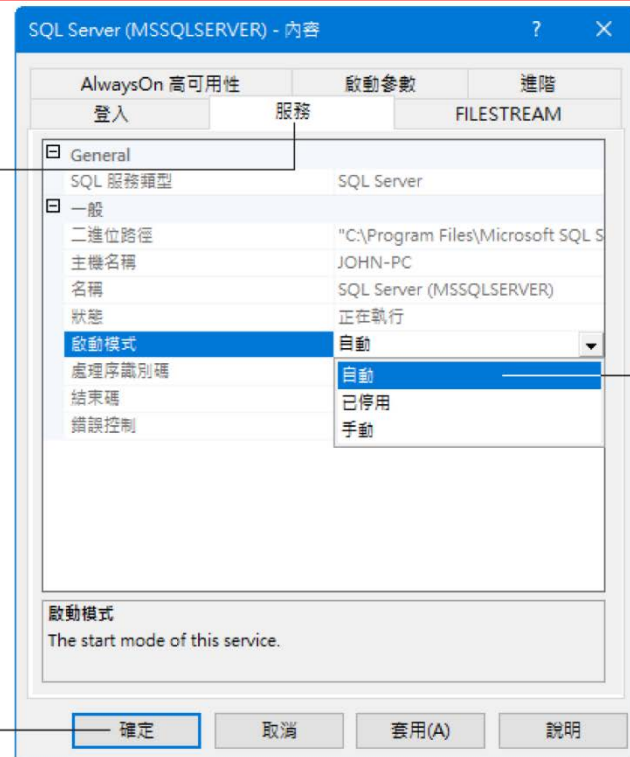 SQL Server (MSSQLSERVER) - 內容 ? ×
AlwaysOn 高可用性 啟動參數 進階
登入 服務 FILESTREAM
General
SQL 服務類型 SQL Server
一般
二進位路徑 "C:\Program Files\Microsoft SQL S
主機名稱 JOHN-PC
名稱 SQL Server (MSSQLSERVER)
狀態 正在執行
啟動模式 自動
處理序識別碼 自動
結束碼 已停用
錯誤控制 手動
啟動模式
The start mode of this service.
確定 取消 套用(A) 說明